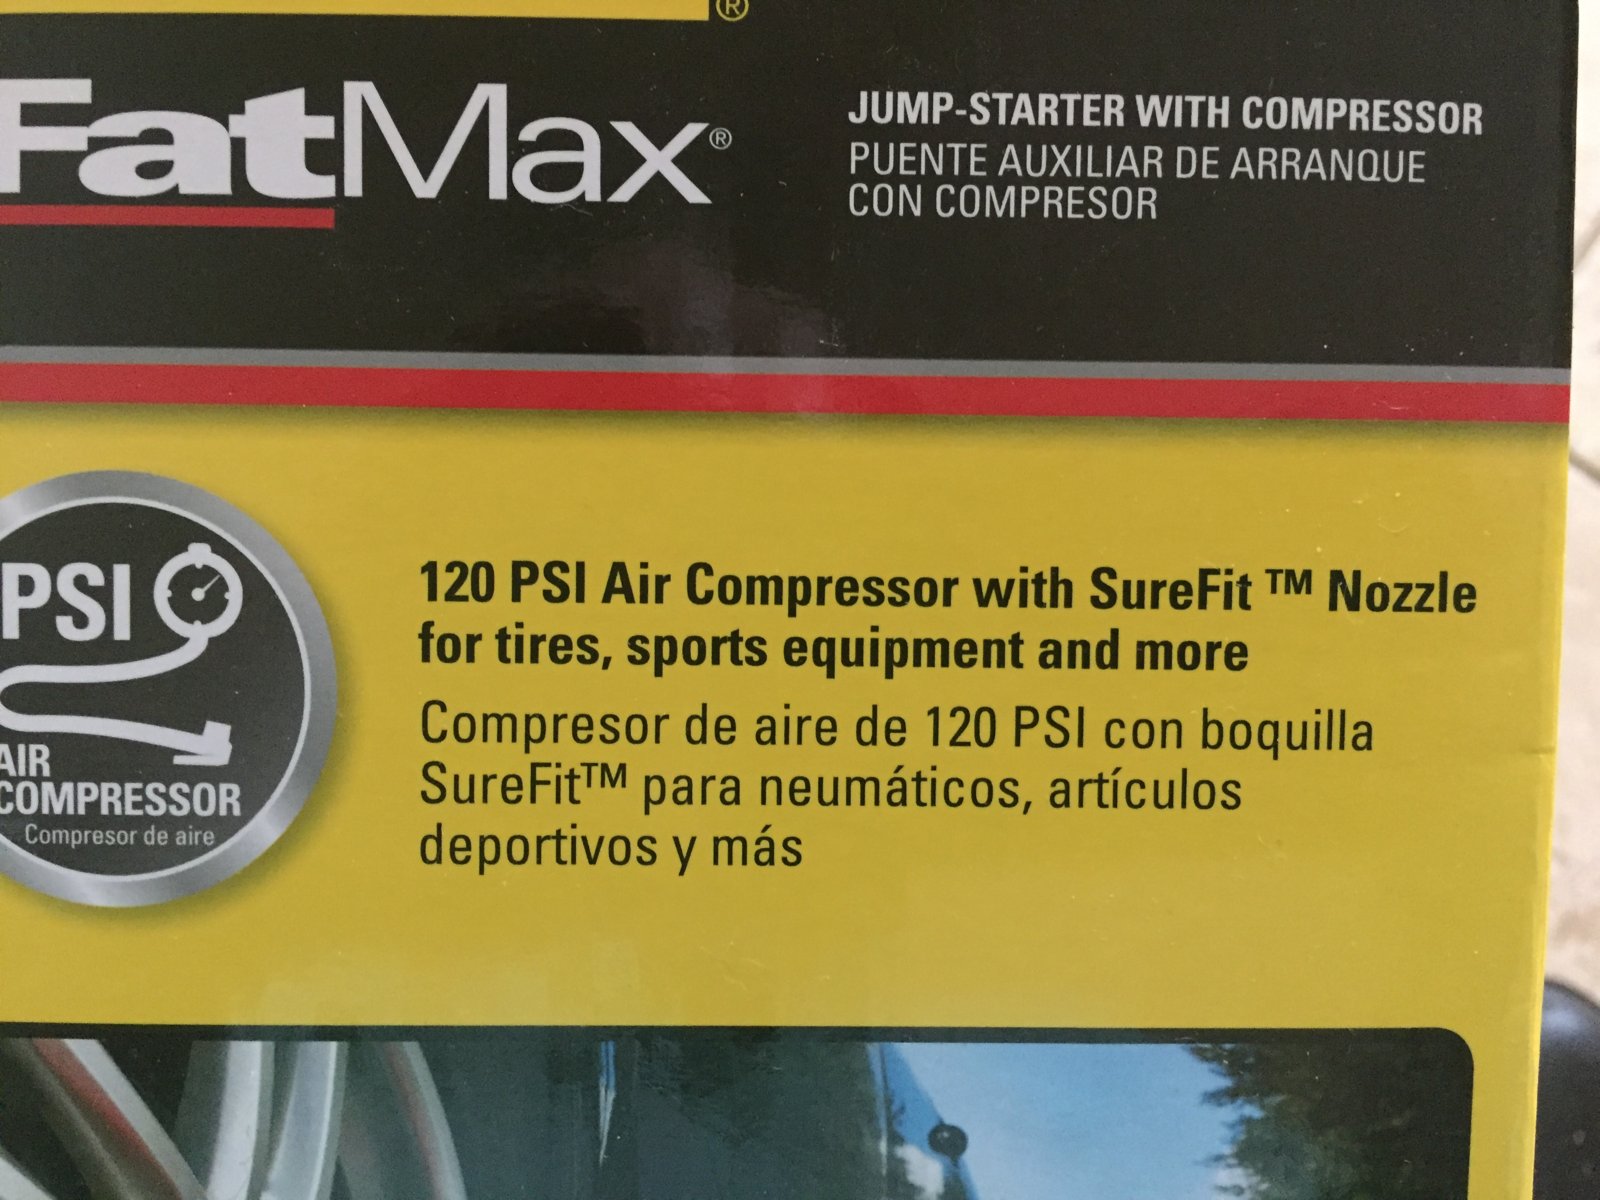 ®
FatMax®
JUMP-STARTER WITH COMPRESSOR
PUENTE AUXILIAR DE ARRANQUE
CON COMPRESOR
PSI
AIR
COMPRESSOR
Compresor de aire
120 PSI Air Compressor with SureFit ™ Nozzle
for tires, sports equipment and more
Compresor de aire de 120 PSI con boquilla
SureFit™ para neumáticos, artículos
deportivos y más